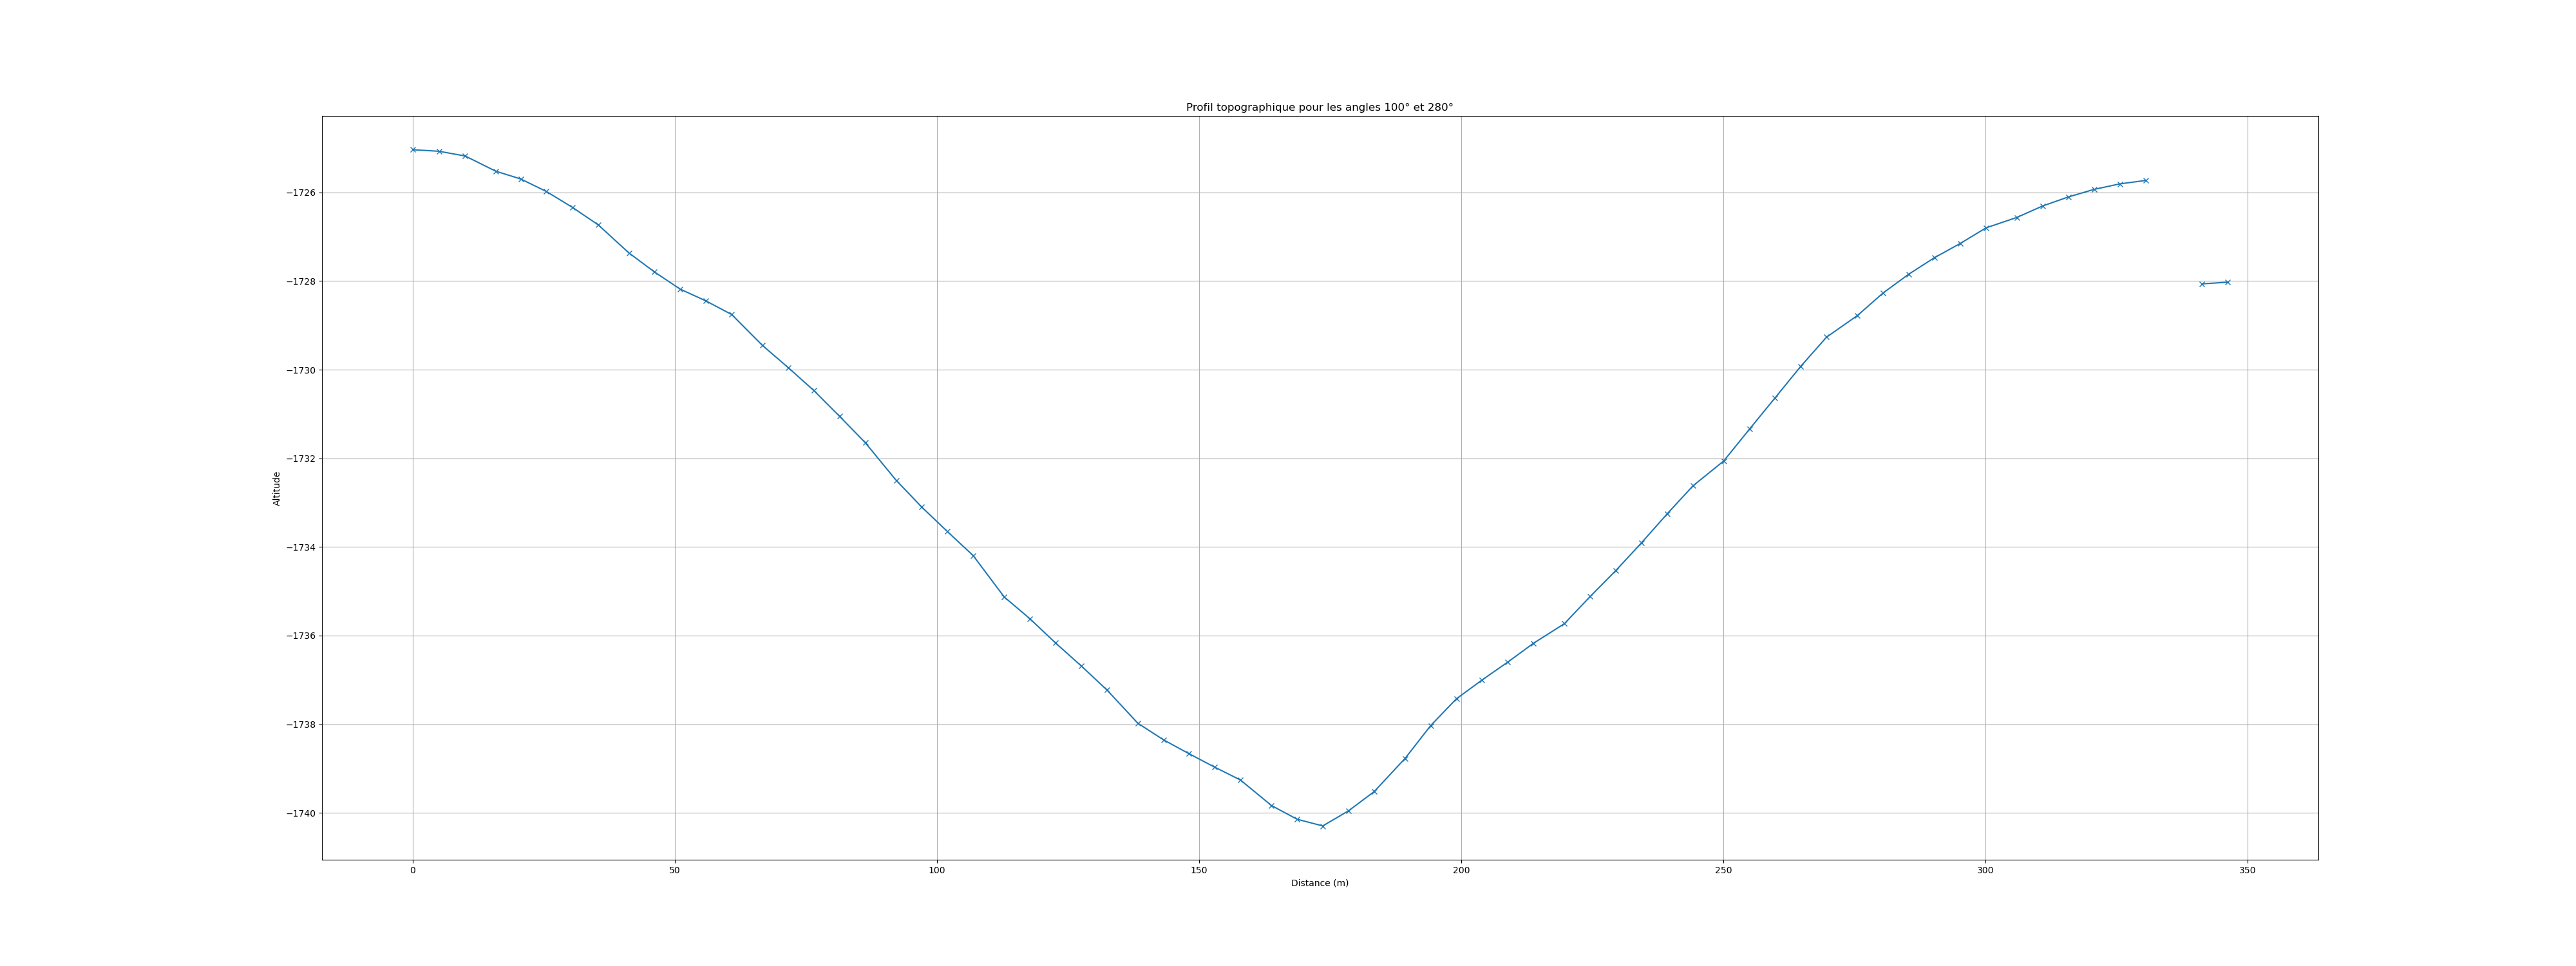 Profil topographique pour les angles 100° et 280°
−1726
−1728
−1730
−1732
−1734
−1736
−1738
−1740
Altitude
0 50 100 150 200 250 300 350
Distance (m)